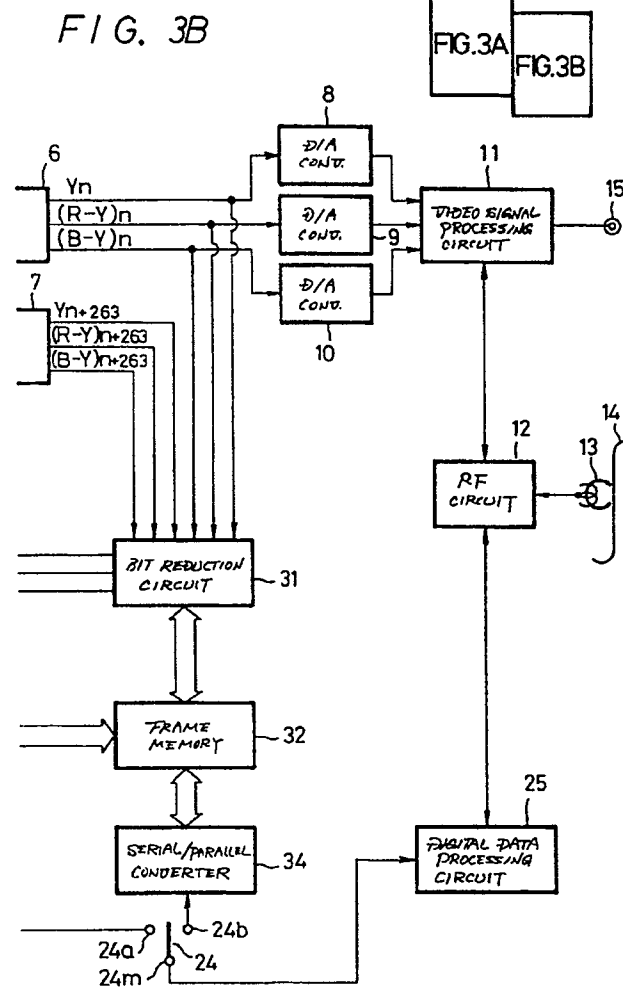 FIG. 3B
FIG.3A
FIG.3B
8
D/A
CONV.
6
Yn
(R-Y)n
(B-Y)n
D/A
CONV.
9
11
VIDEO SIGNAL
PROCESSING
CIRCUIT
15
7
Yn+263
(R-Y)n+263
(B-Y)n+263
D/A
CONV.
10
12
RF
CIRCUIT
13
14
BIT REDUCTION
CIRCUIT
31
FRAME
MEMORY
32
SERIAL/PARALLEL
CONVERTER
34
25
DIGITAL DATA
PROCESSING
CIRCUIT
24a
24
24b
24m